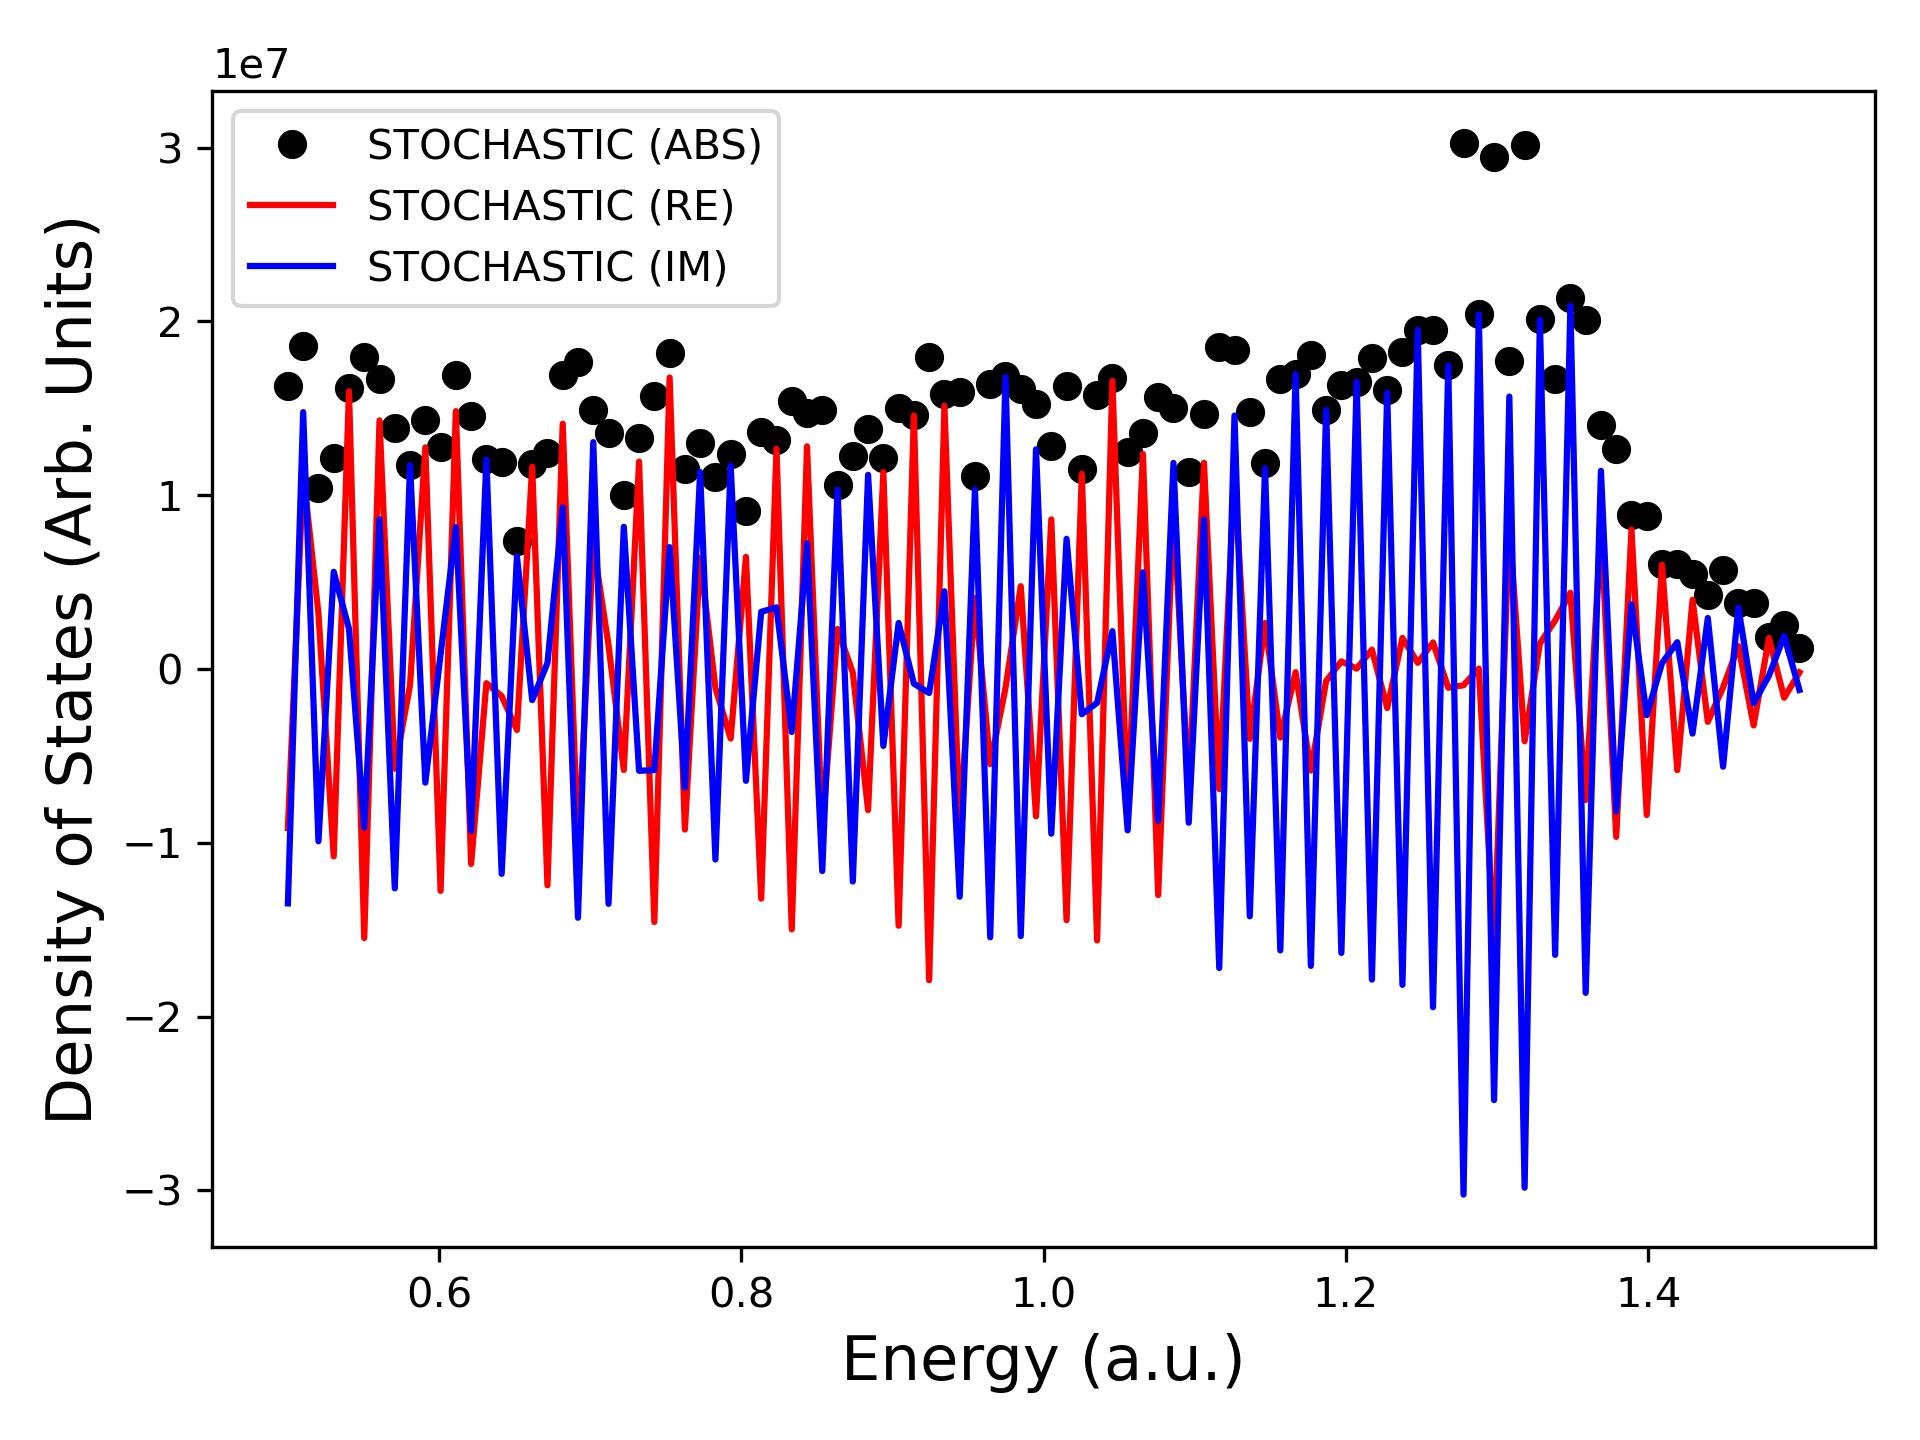 1e7
STOCHASTIC (ABS)
STOCHASTIC (RE)
STOCHASTIC (IM)
3
2
1
0
−1
−2
−3
Density of States (Arb. Units)
0.6 0.8 1.0 1.2 1.4
Energy (a.u.)